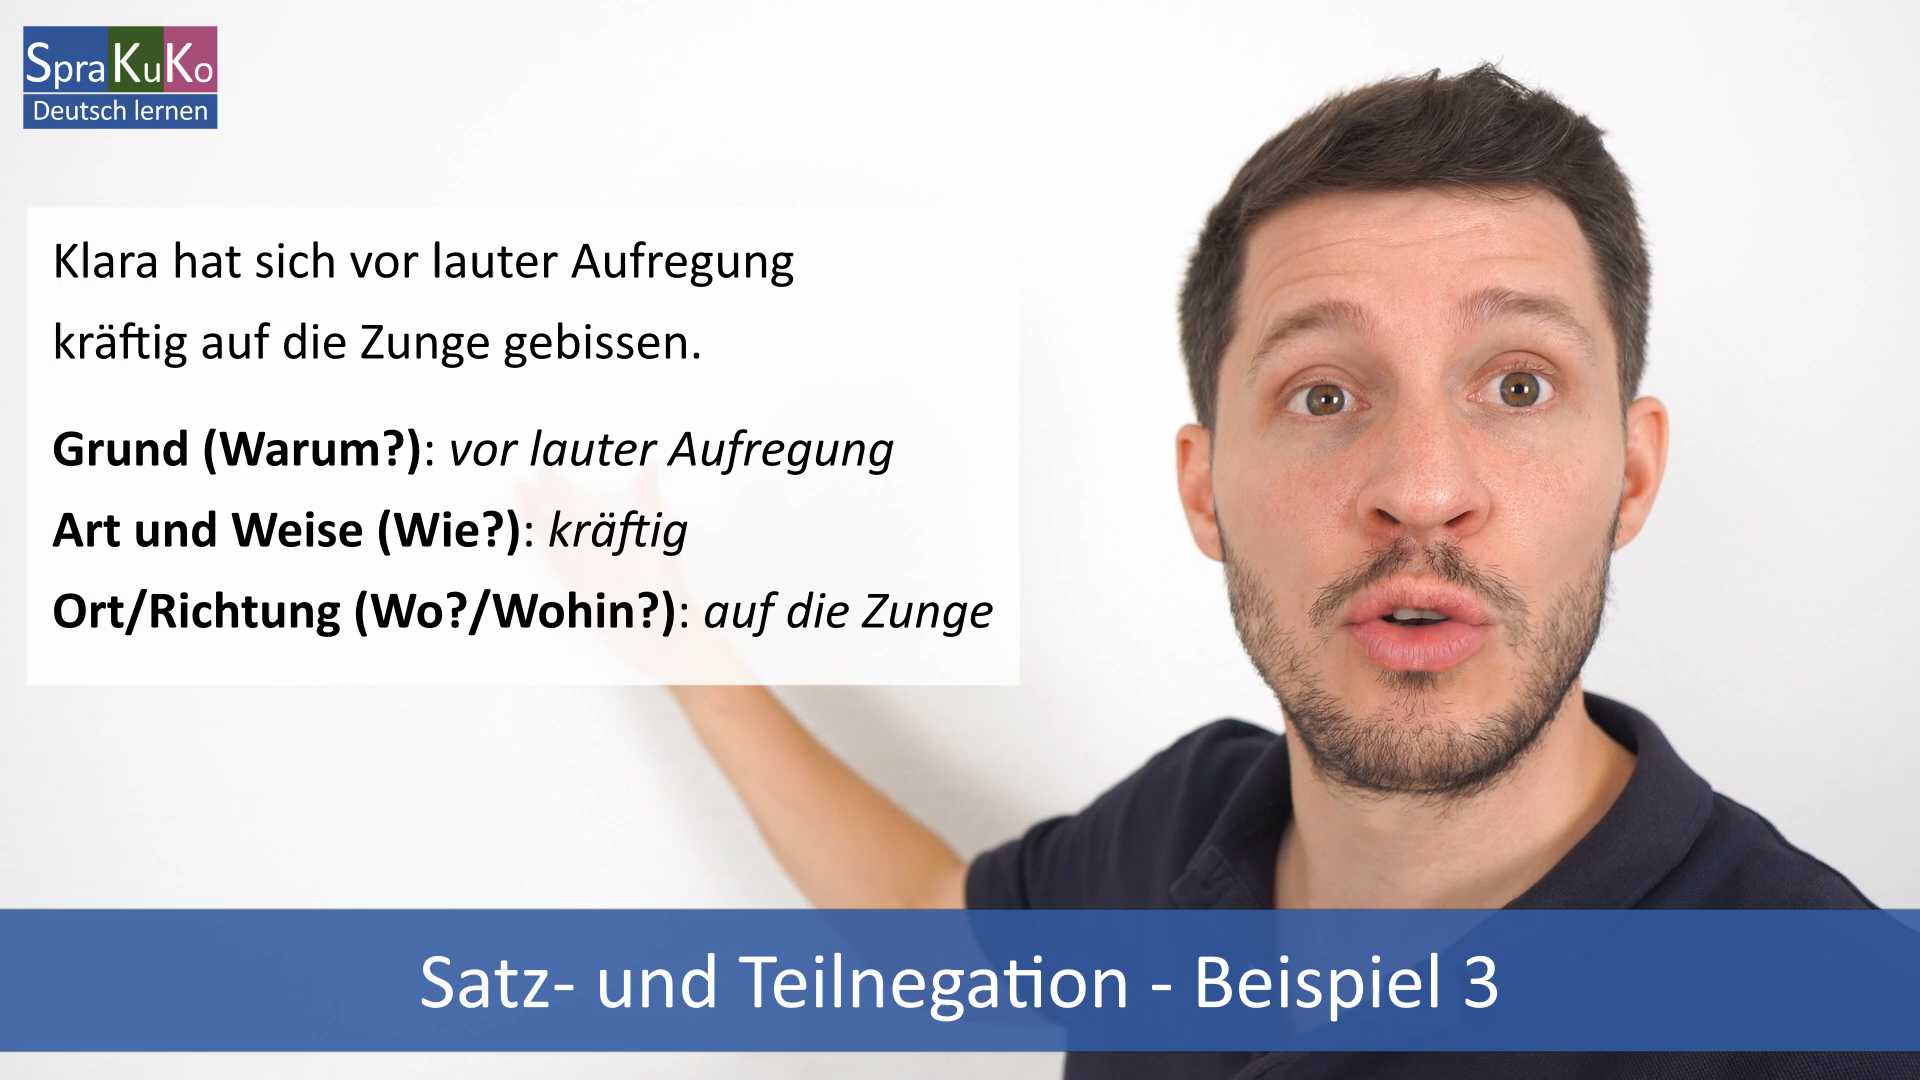 SpraKuKo
Deutsch lernen
Klara hat sich vor lauter Aufregung
kräftig auf die Zunge gebissen.
Grund (Warum?): vor lauter Aufregung
Art und Weise (Wie?): kräftig
Ort/Richtung (Wo?/Wohin?): auf die Zunge
Satz- und Teilnegation - Beispiel 3